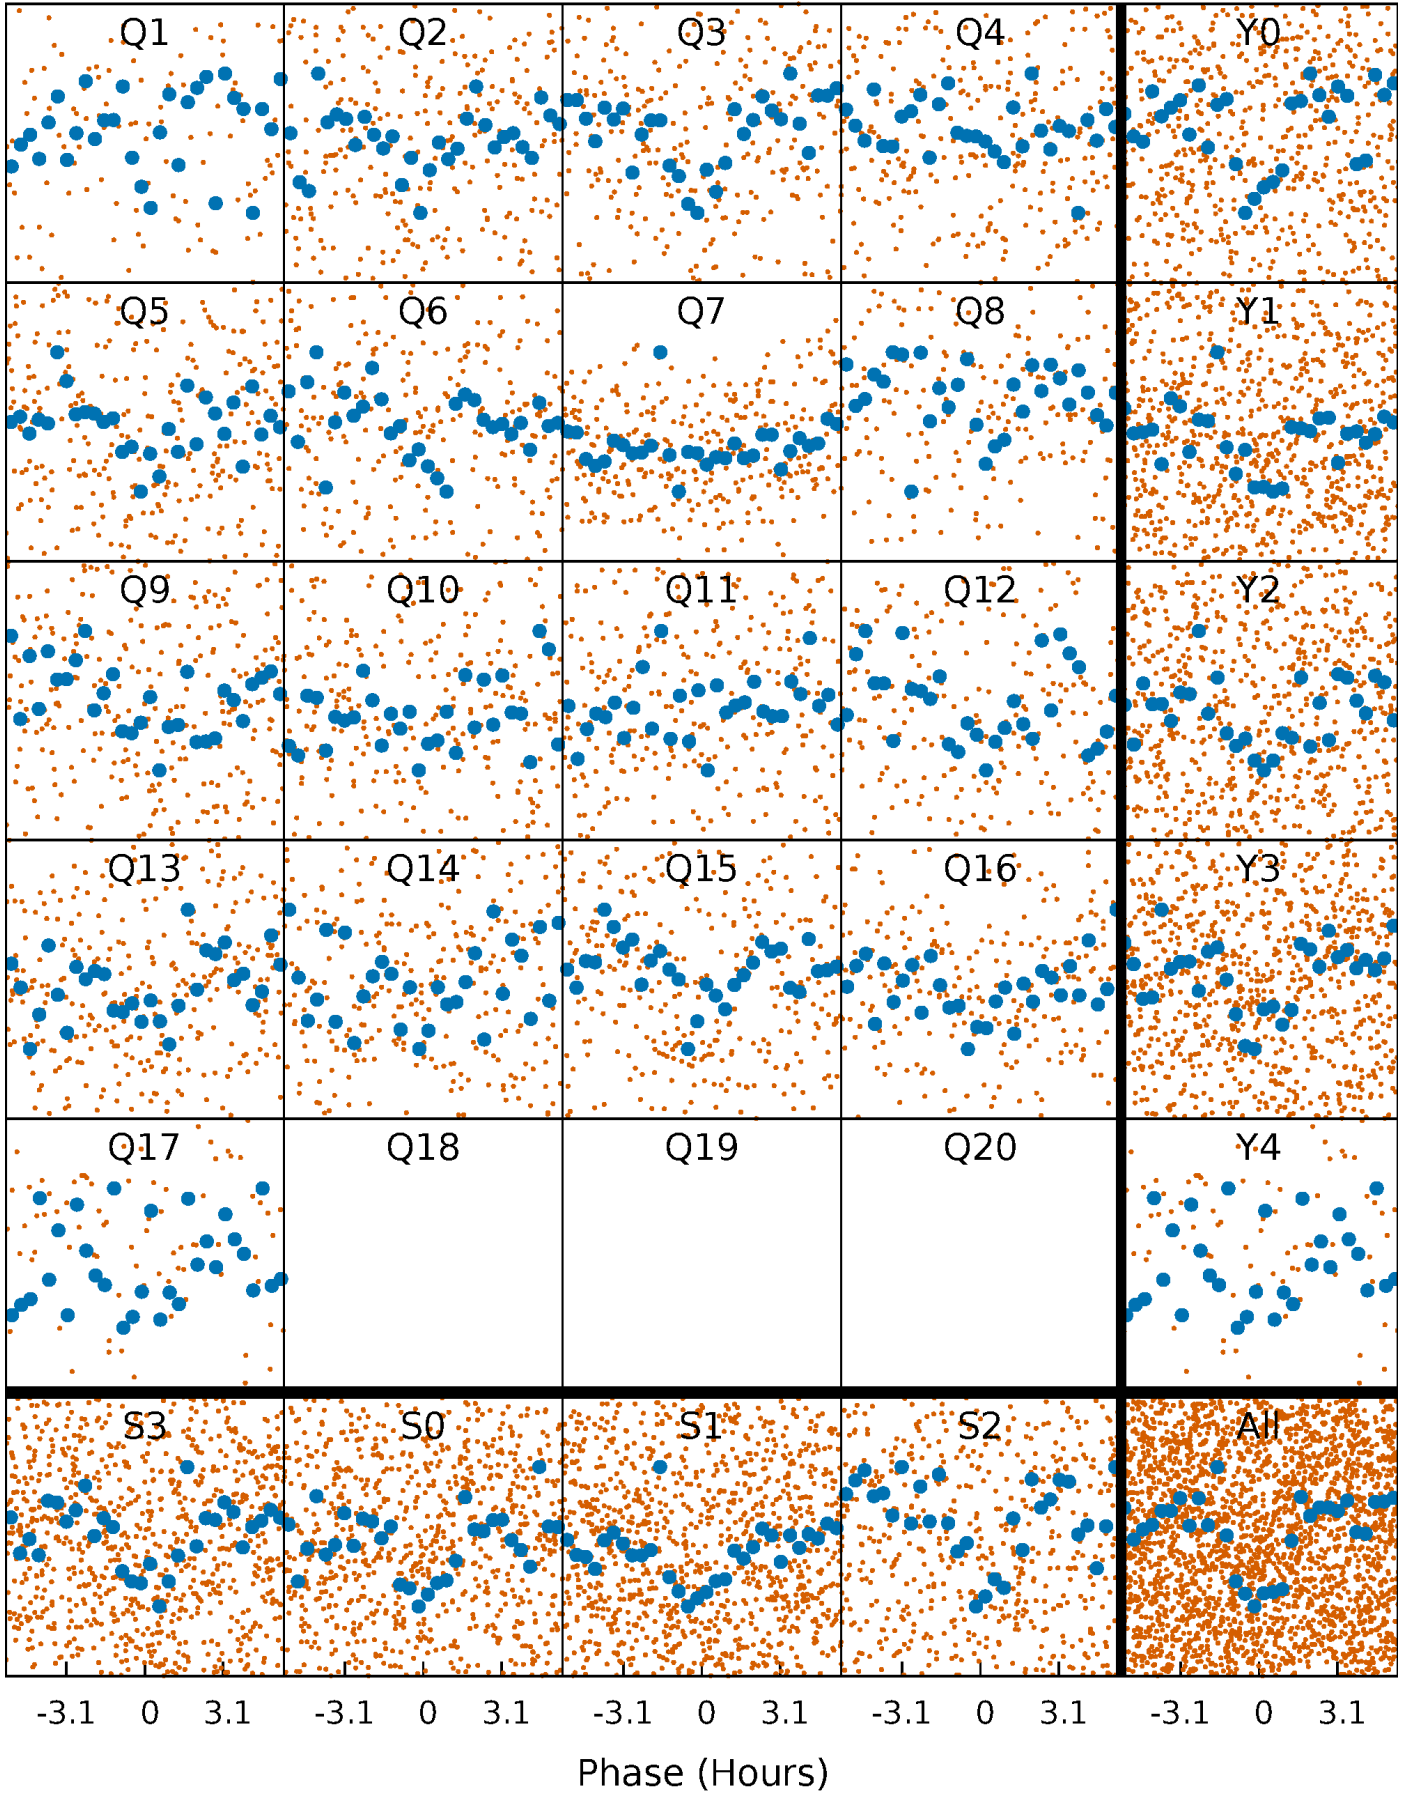 Q1 Q2 Q3 Q4 Y0
Q5 Q6 Q7 Q8 Y1
Q9 Q10 Q11 Q12 Y2
Q13 Q14 Q15 Q16 Y3
Q17 Q18 Q19 Q20 Y4
S3 S0 S1 S2 All
-3.1 0 3.1 -3.1 0 3.1 -3.1 0 3.1 -3.1 0 3.1 -3.1 0 3.1
Phase (Hours)